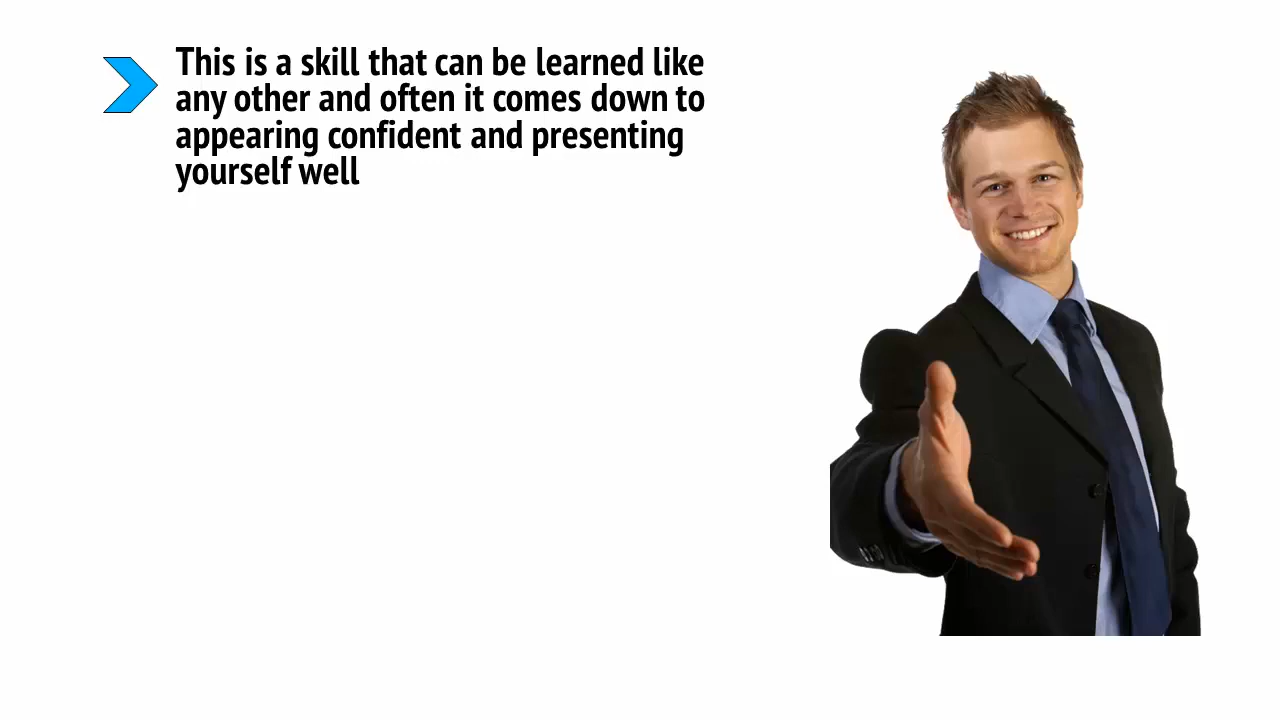 This is a skill that can be learned like
any other and often it comes down to
appearing confident and presenting
yourself well